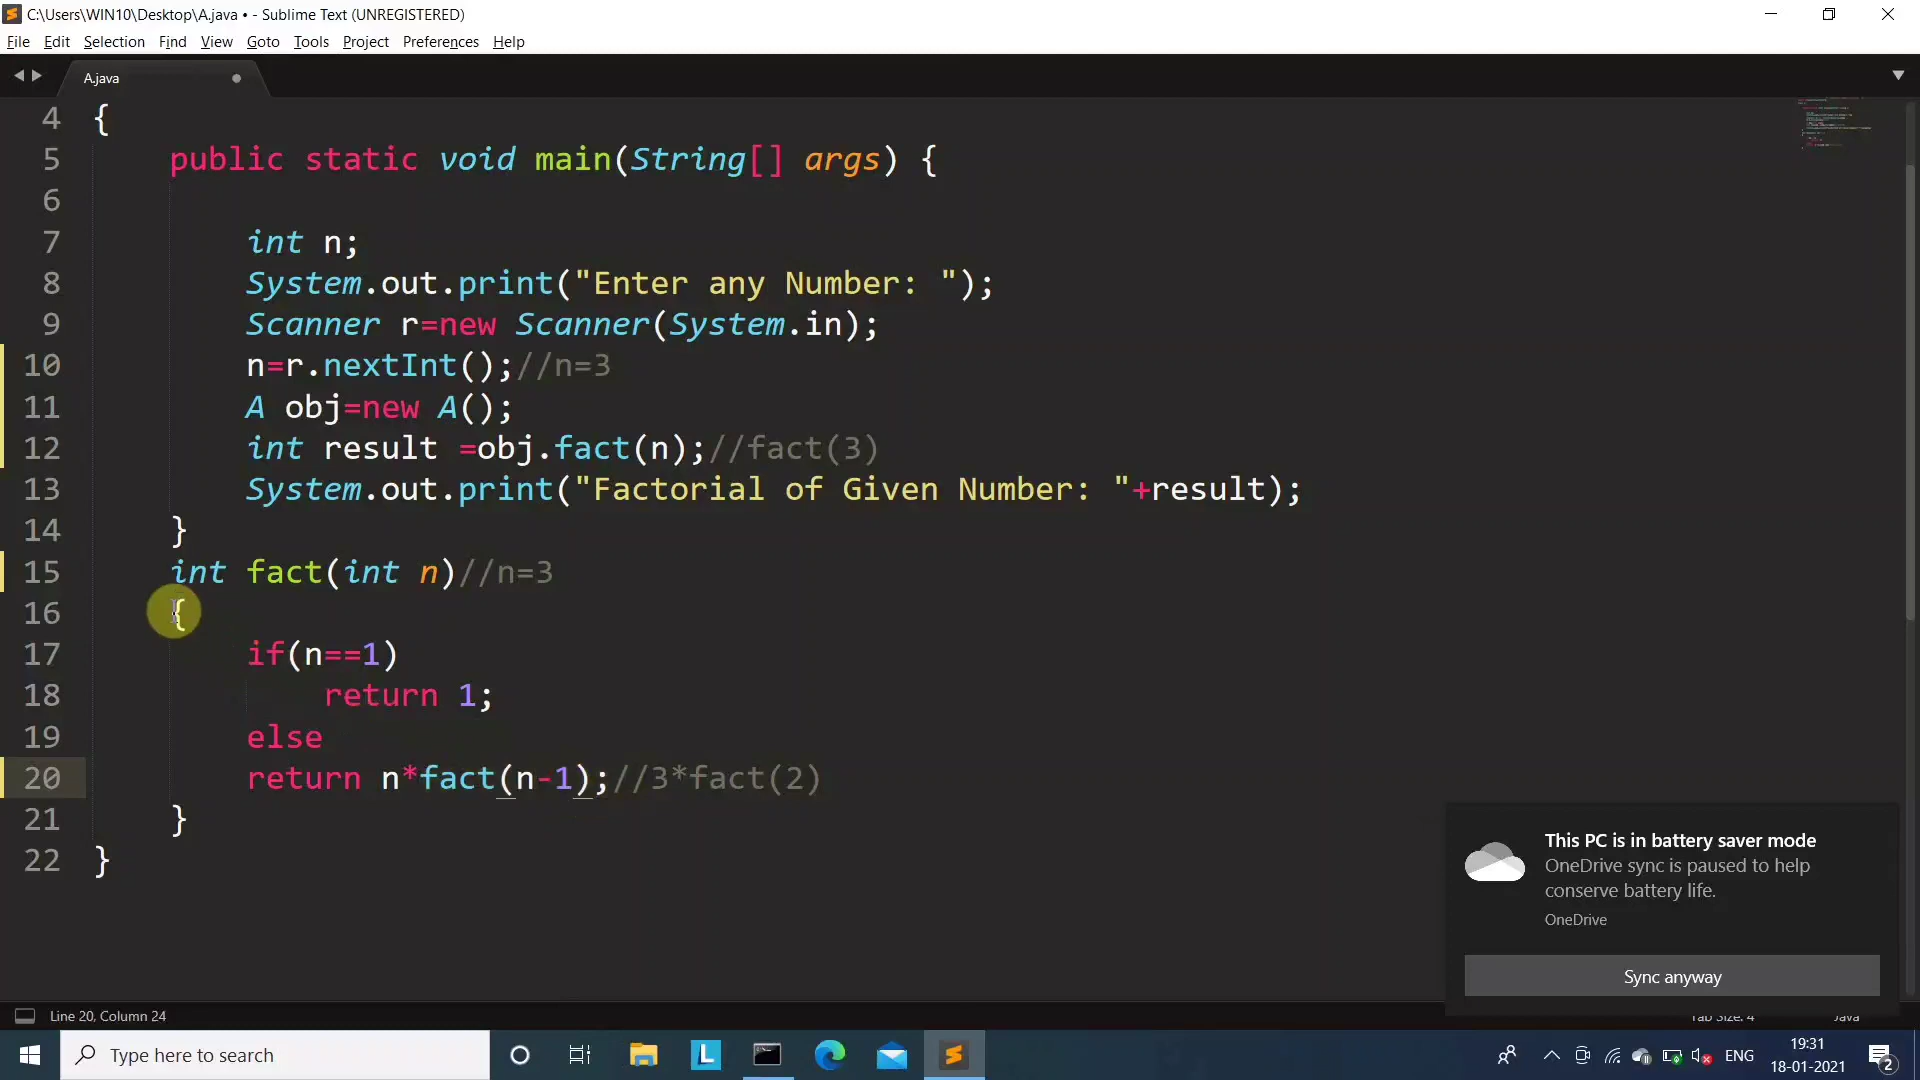 C:\Users\WIN10\Desktop\A.java • - Sublime Text (UNREGISTERED)
File Edit Selection Find View Goto Tools Project Preferences Help
A.java
4 {
5 public static void main(String[] args) {
6
7 int n;
8 System.out.print("Enter any Number: ");
9 Scanner r=new Scanner(System.in);
10 n=r.nextInt();//n=3
11 A obj=new A();
12 int result =obj.fact(n);//fact(3)
13 System.out.print("Factorial of Given Number: "+result);
14 }
15 int fact(int n)//n=3
16 {
17 if(n==1)
18 return 1;
19 else
20 return n*fact(n-1);//3*fact(2)
21 }
22 }
This PC is in battery saver mode
OneDrive sync is paused to help
conserve battery life.
OneDrive
Sync anyway
Line 20, Column 24
Tab Size: 4 Java
Type here to search
L
ENG
19:31
18-01-2021
2